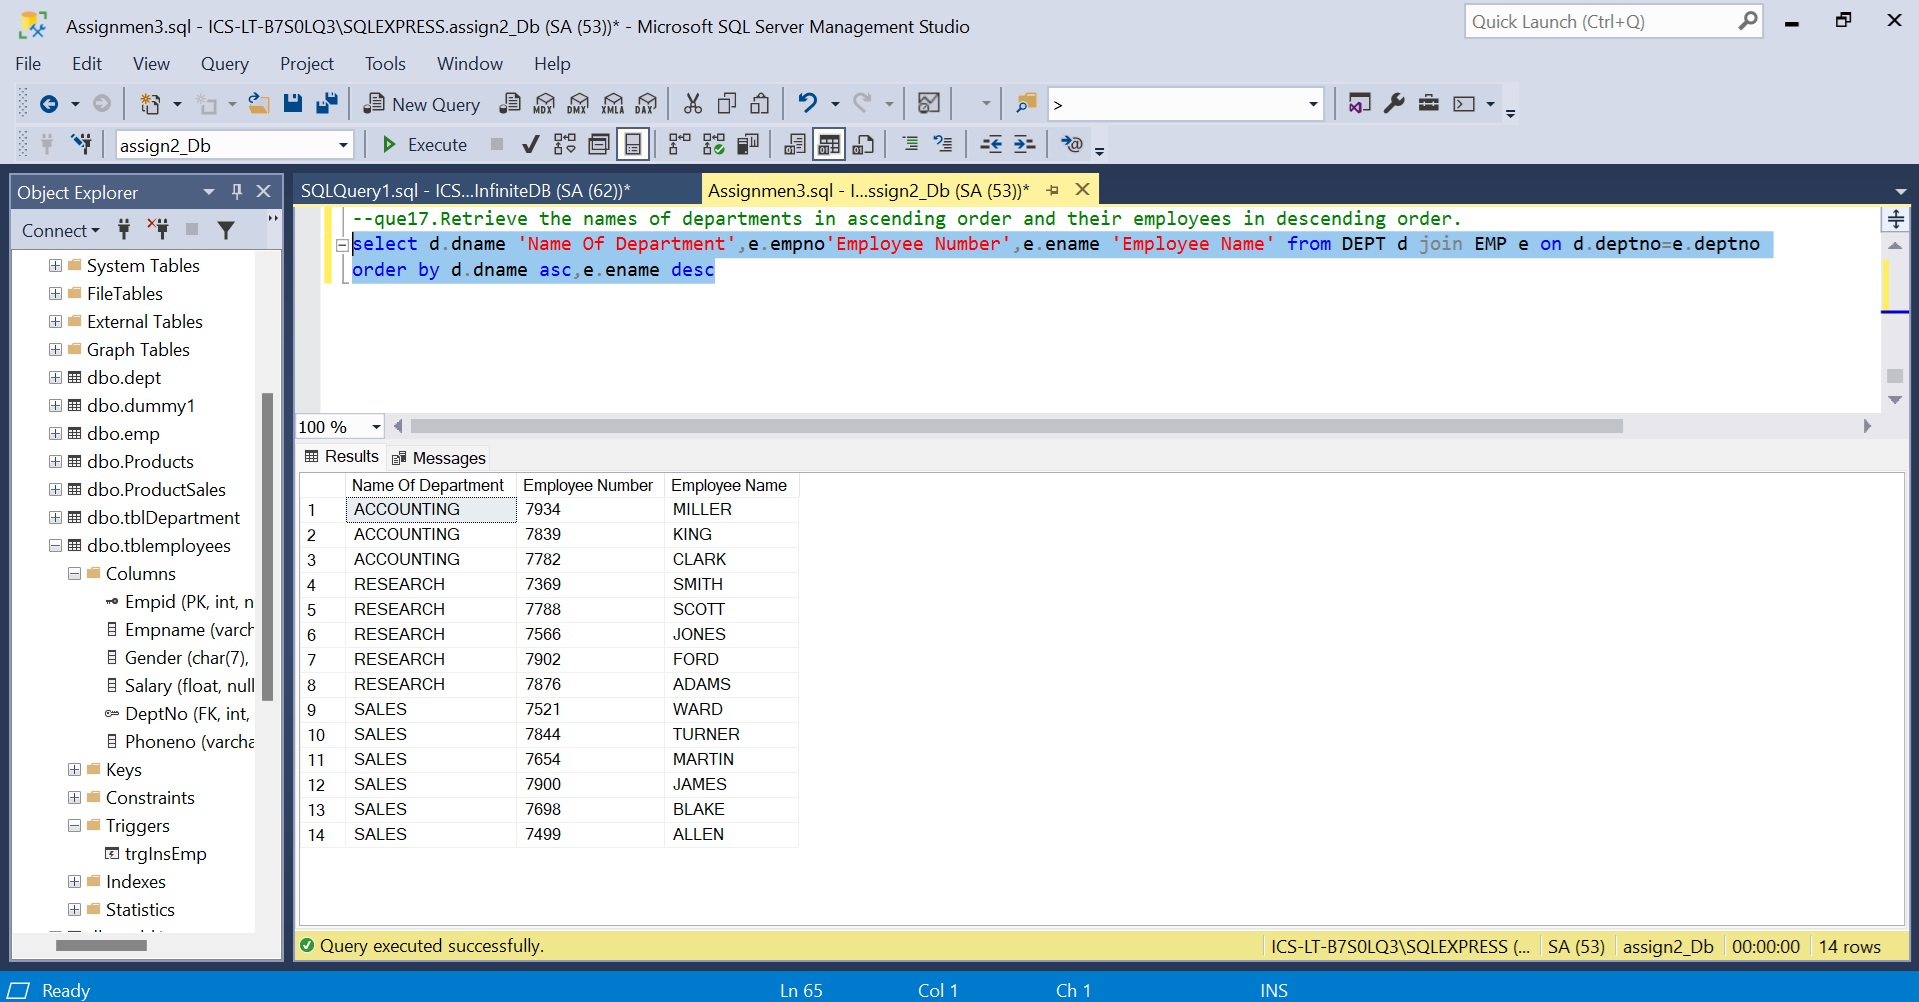 Assignmen3.sql - ICS-LT-B7S0LQ3\SQLEXPRESS.assign2_Db (SA (53))* - Microsoft SQL Server Management Studio
Quick Launch (Ctrl+Q)
File Edit View Query Project Tools Window Help
New Query MDX DMX XMLA DAX >
assign2_Db Execute
Object Explorer
SQLQuery1.sql - ICS...InfiniteDB (SA (62))* Assignmen3.sql - I...ssign2_Db (SA (53))*
Connect
System Tables
FileTables
External Tables
Graph Tables
dbo.dept
dbo.dummy1
dbo.emp
dbo.Products
dbo.ProductSales
dbo.tblDepartment
dbo.tblemployees
Columns
Empid (PK, int, n
Empname (varch
Gender (char(7),
Salary (float, null
DeptNo (FK, int,
Phoneno (varcha
Keys
Constraints
Triggers
trgInsEmp
Indexes
Statistics
--que17.Retrieve the names of departments in ascending order and their employees in descending order.
select d.dname 'Name Of Department',e.empno'Employee Number',e.ename 'Employee Name' from DEPT d join EMP e on d.deptno=e.deptno
order by d.dname asc,e.ename desc
100 %
Results Messages
Name Of Department Employee Number Employee Name
1 ACCOUNTING 7934 MILLER
2 ACCOUNTING 7839 KING
3 ACCOUNTING 7782 CLARK
4 RESEARCH 7369 SMITH
5 RESEARCH 7788 SCOTT
6 RESEARCH 7566 JONES
7 RESEARCH 7902 FORD
8 RESEARCH 7876 ADAMS
9 SALES 7521 WARD
10 SALES 7844 TURNER
11 SALES 7654 MARTIN
12 SALES 7900 JAMES
13 SALES 7698 BLAKE
14 SALES 7499 ALLEN
Query executed successfully. ICS-LT-B7S0LQ3\SQLEXPRESS (... SA (53) assign2_Db 00:00:00 14 rows
Ready Ln 65 Col 1 Ch 1 INS